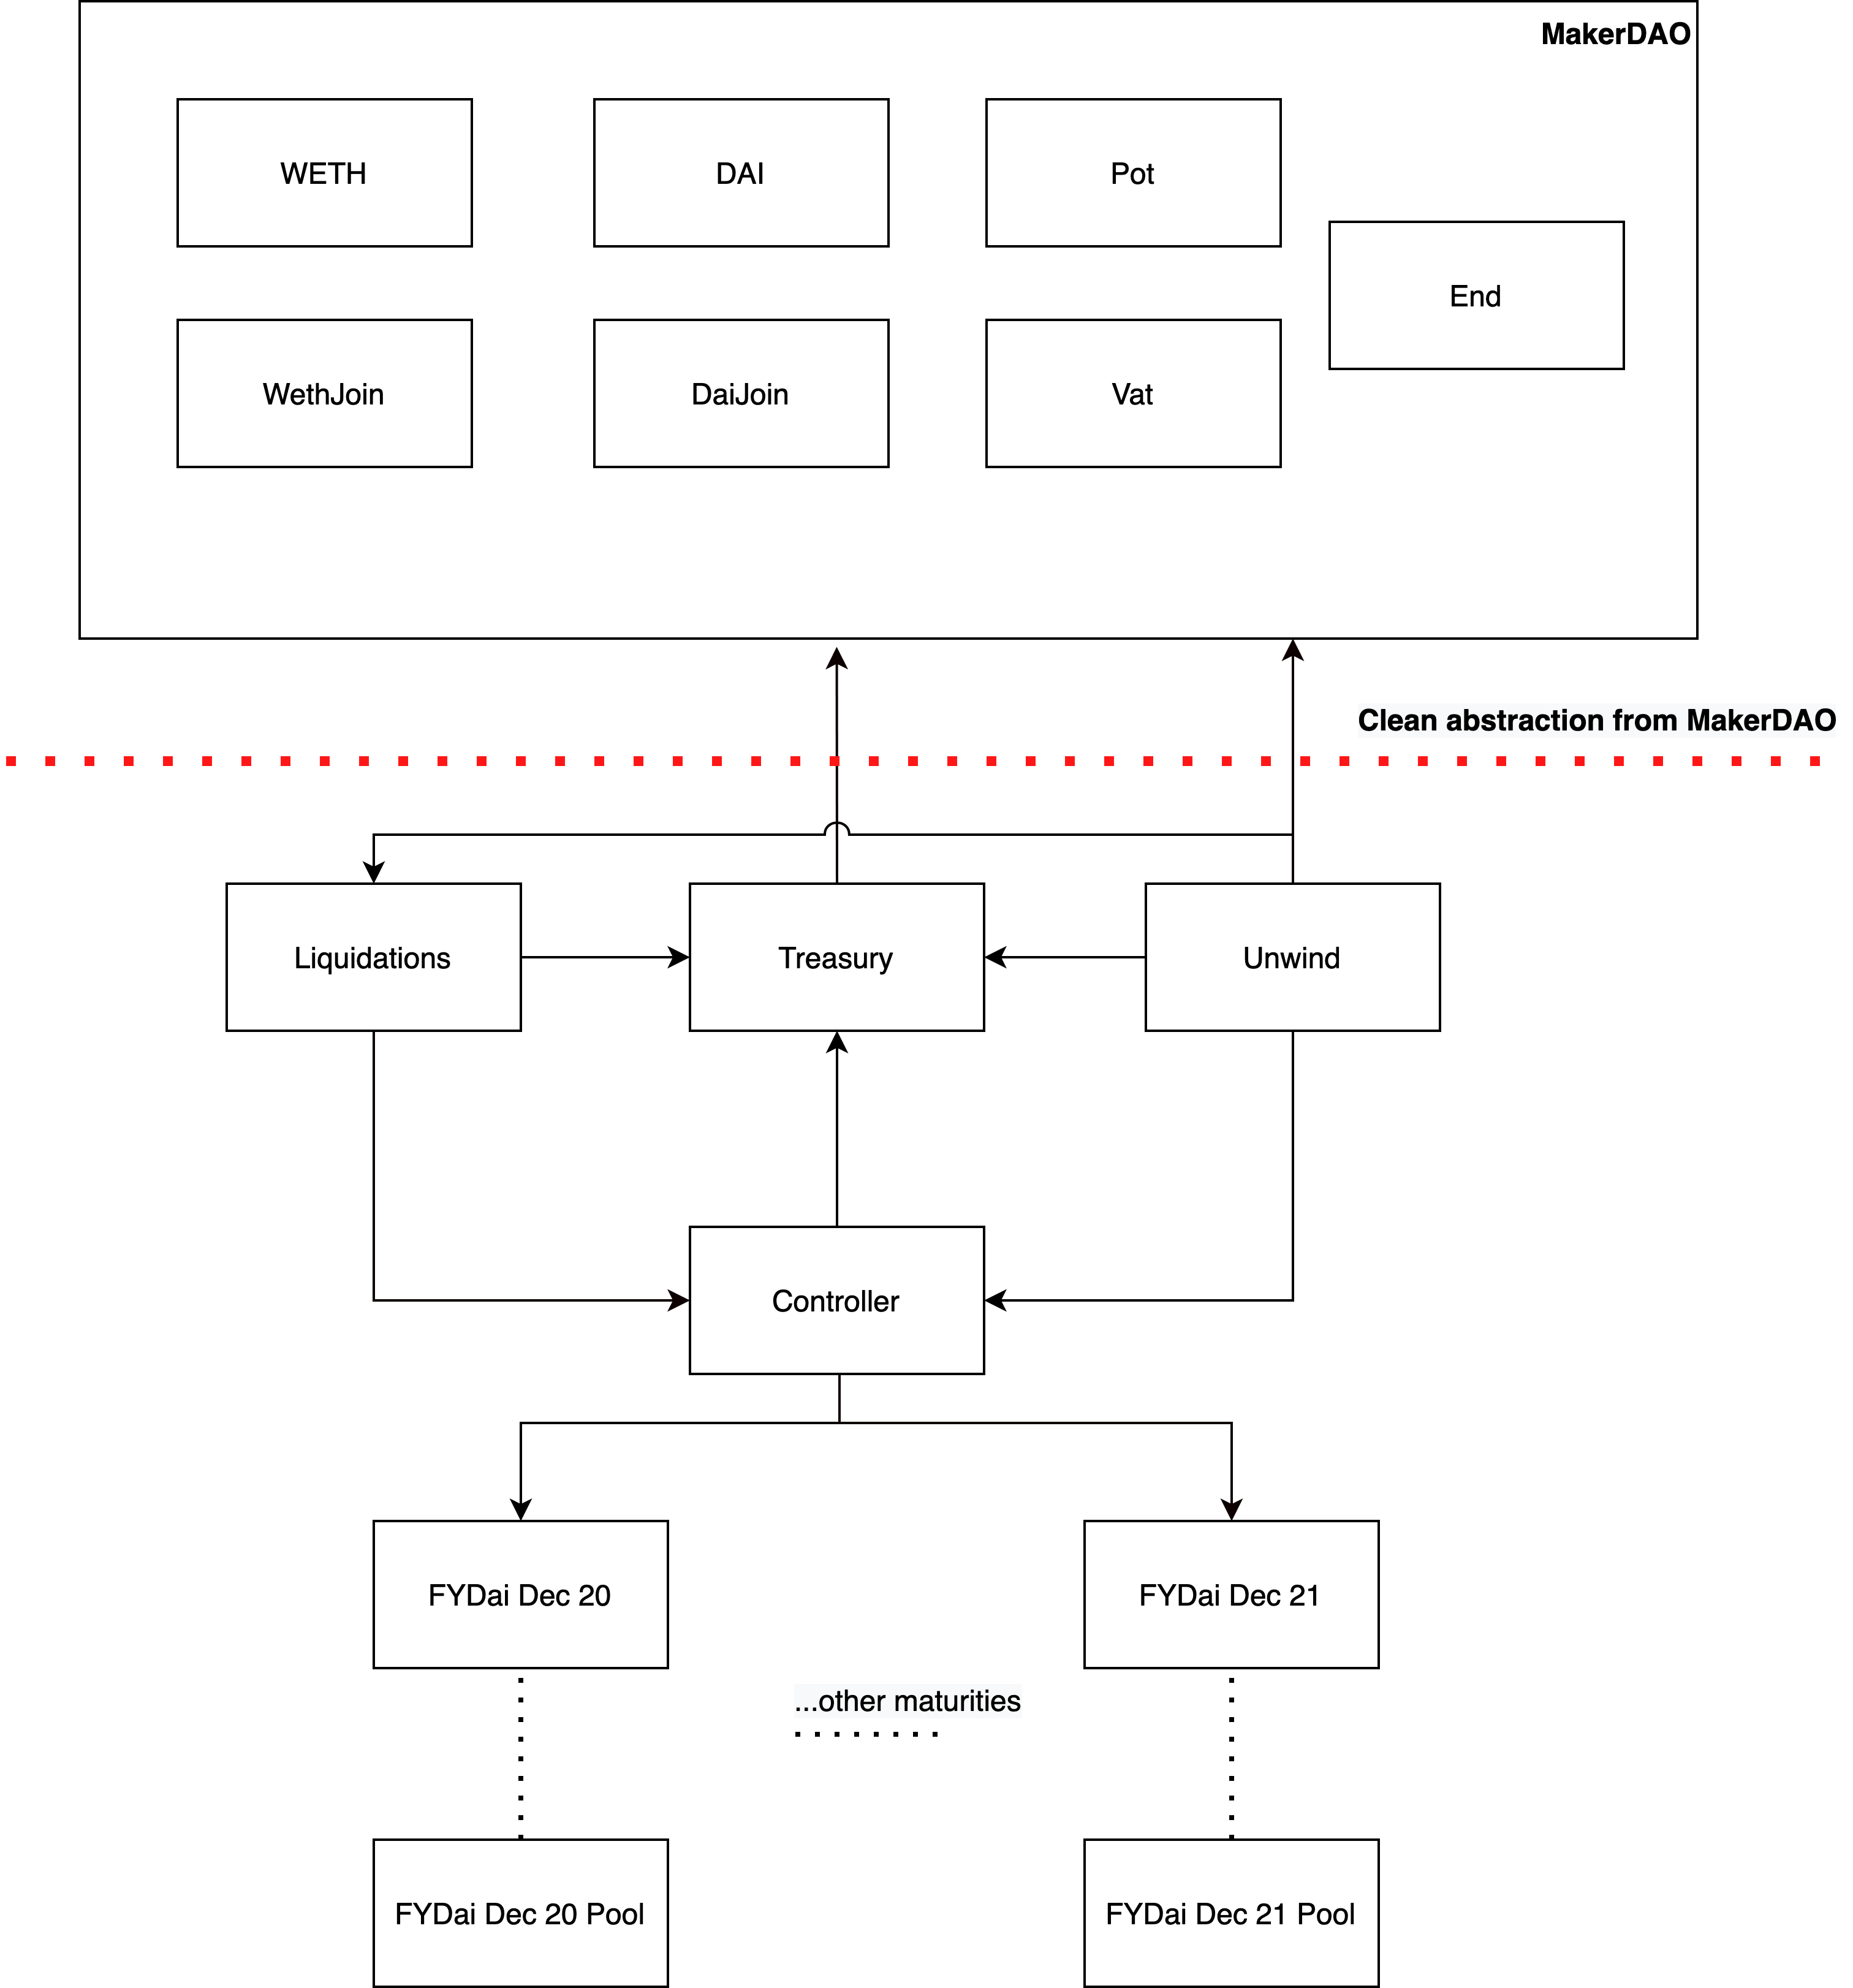 MakerDAO
WETH
DAI
Pot
End
WethJoin
DaiJoin
Vat
Clean abstraction from MakerDAO
Liquidations
Treasury
Unwind
Controller
FYDai Dec 20
FYDai Dec 21
...other maturities
FYDai Dec 20 Pool
FYDai Dec 21 Pool